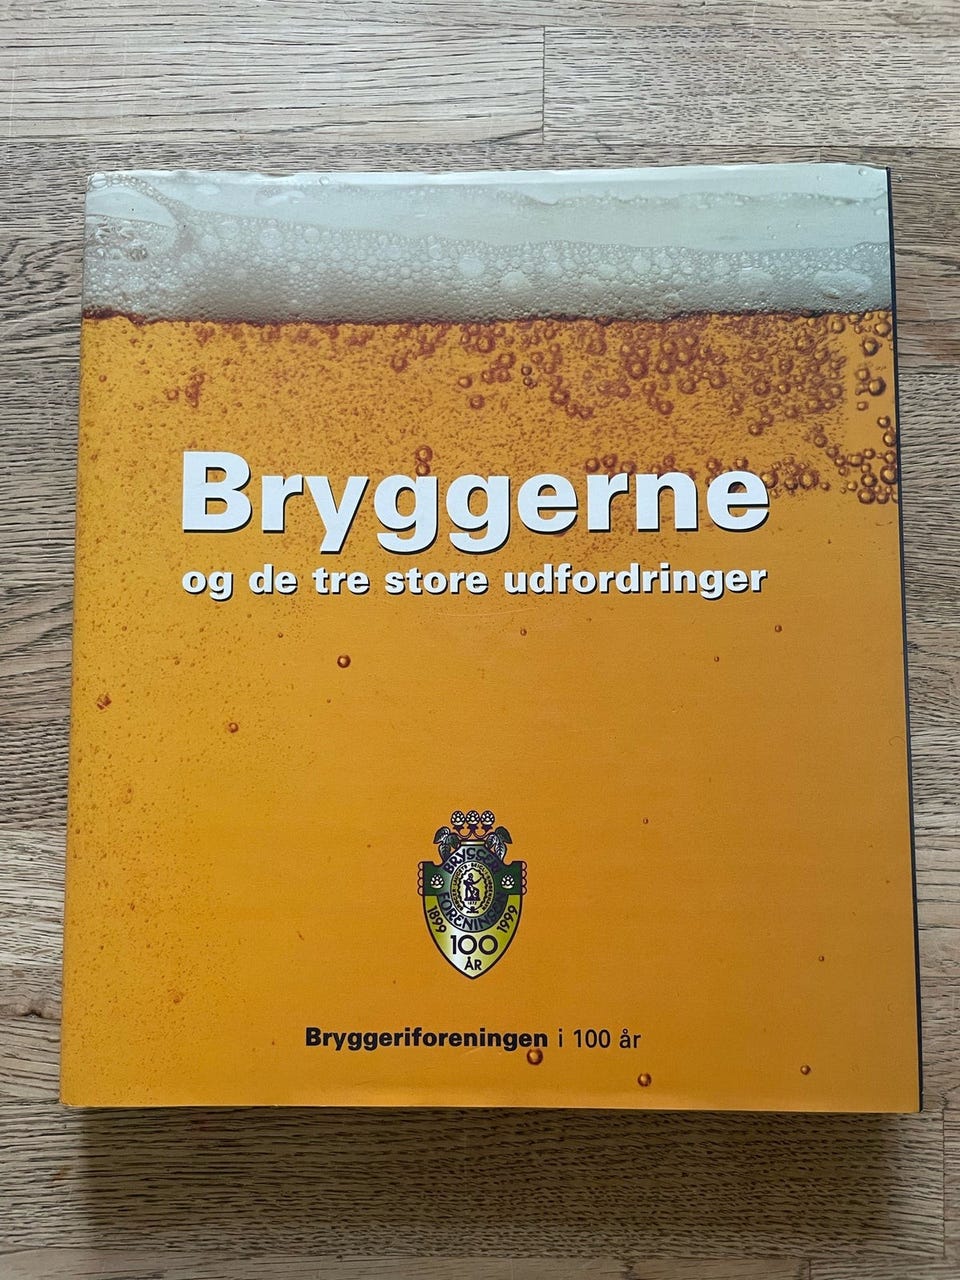 Bryggerne
og de tre store udfordringer
BRYGGERI
FORENINGEN
1899 1999
100
ÅR
Bryggeriforeningen i 100 år